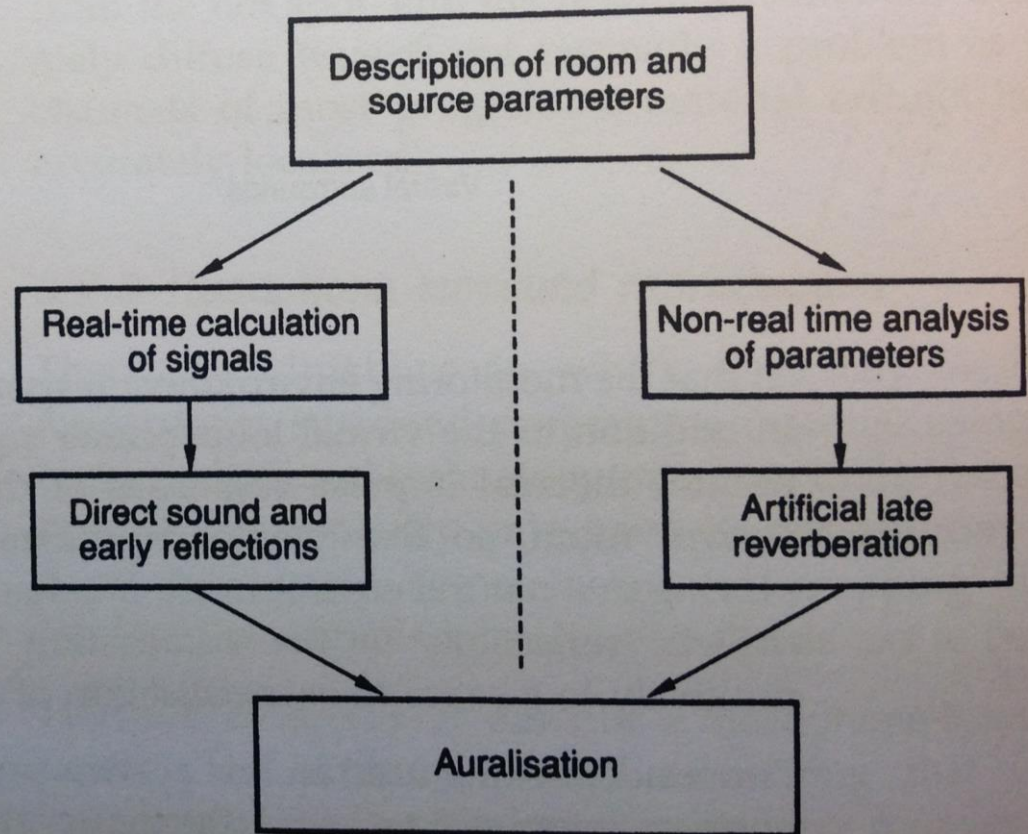 Description of room and
source parameters
Real-time calculation
of signals
Non-real time analysis
of parameters
Direct sound and
early reflections
Artificial late
reverberation
Auralisation